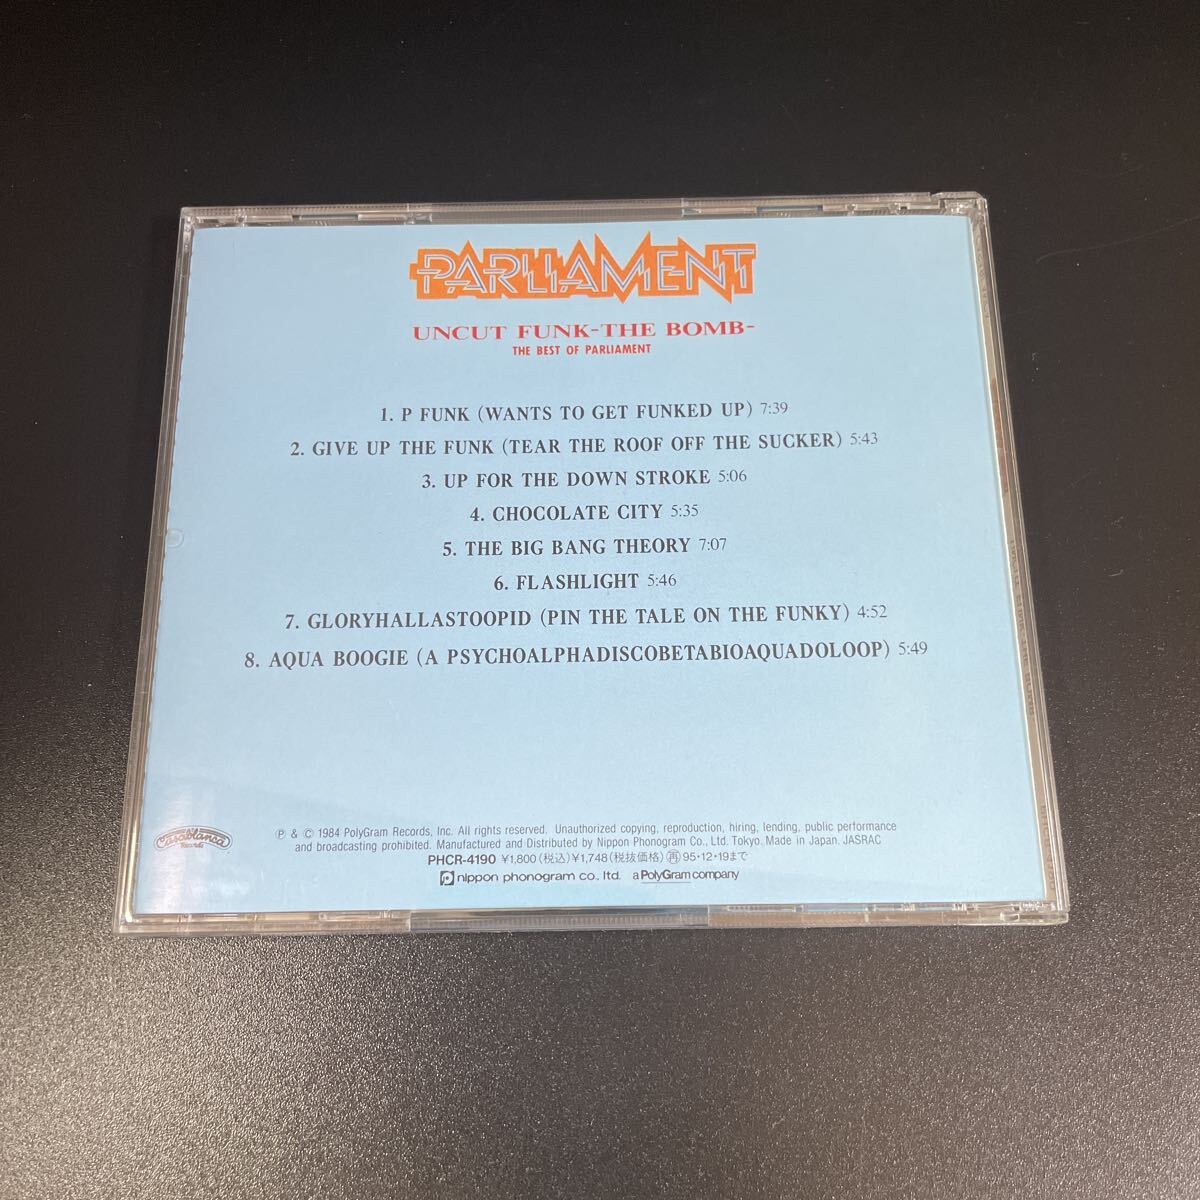 PARLIAMENT
UNCUT FUNK-THE BOMB-
THE BEST OF PARLIAMENT
1. P FUNK (WANTS TO GET FUNKED UP) 7:39
2. GIVE UP THE FUNK (TEAR THE ROOF OFF THE SUCKER) 5:43
3. UP FOR THE DOWN STROKE 5:06
4. CHOCOLATE CITY 5:35
5. THE BIG BANG THEORY 7:07
6. FLASHLIGHT 5:46
7. GLORYHALLASTOOPID (PIN THE TALE ON THE FUNKY) 4:52
8. AQUA BOOGIE (A PSYCHOALPHADISCOBETABIOAQUADOLOOP) 5:49
Casablanca
Records
Ⓟ & © 1984 PolyGram Records, Inc. All rights reserved. Unauthorized copying, reproduction, hiring, lending, public performance
and broadcasting prohibited. Manufactured and Distributed by Nippon Phonogram Co., Ltd. Tokyo. Made in Japan. JASRAC
PHCR-4190 ¥1,800(税込)¥1,748(税抜価格)㊢95・12・19まで
nippon phonogram co., ltd. a PolyGram company